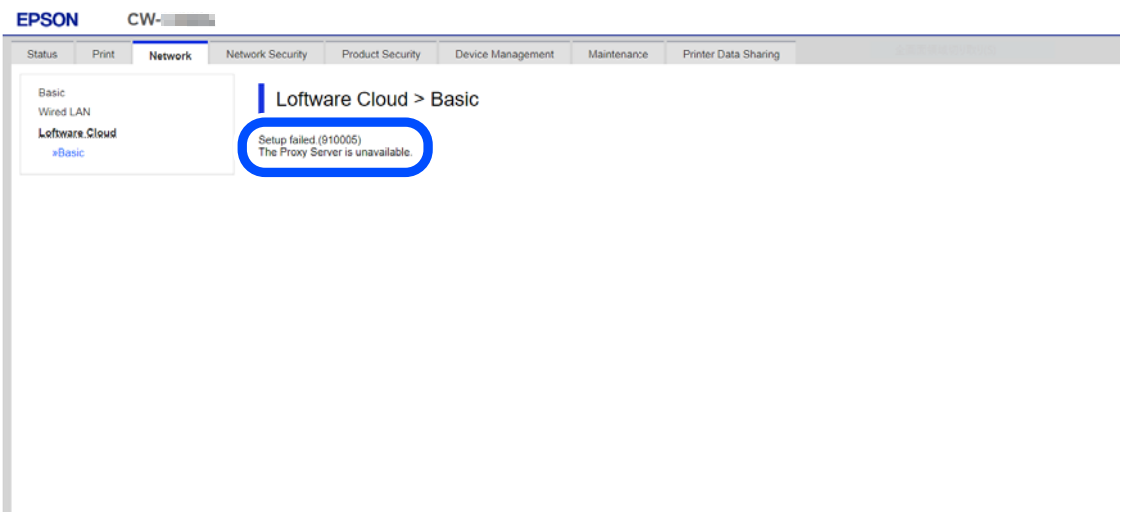 EPSON CW-
Status Print Network Network Security Product Security Device Management Maintenance Printer Data Sharing
Basic
Wired LAN
Loftware Cloud
»Basic
Loftware Cloud > Basic
Setup failed.(910005)
The Proxy Server is unavailable.